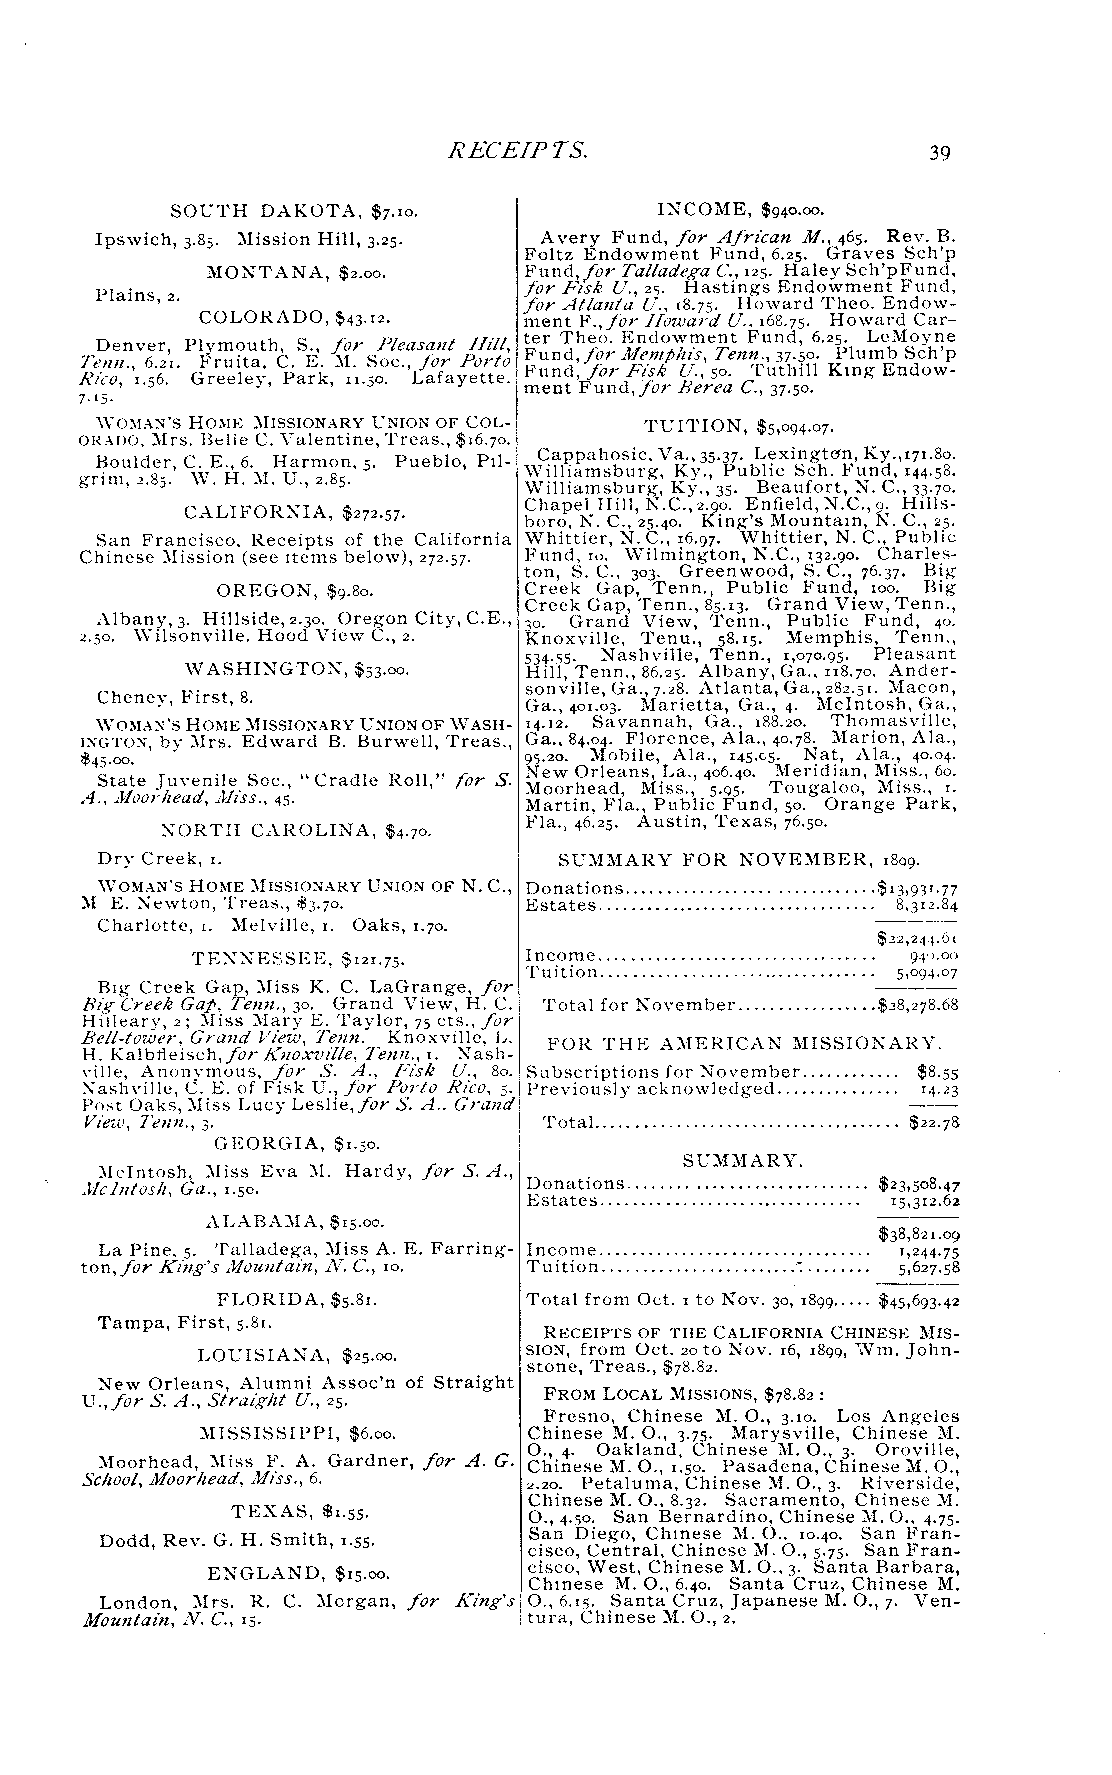 RECEIPTS.
39
SOUTH DAKOTA, $7.10.
Ipswich, 3.85. Mission Hill, 3.25.
MONTANA, $2.00.
Plains, 2.
COLORADO, $43.12.
Denver, Plymouth, S., for Pleasant Hill,
Tenn., 6.21. Fruita, C. E. M. Soc., for Porto
Rico, 1.56. Greeley, Park, 11.50. Lafayette.
7.15.
WOMAN'S HOME MISSIONARY UNION OF COL-
ORADO, Mrs. Belie C. Valentine, Treas., $16.70.
Boulder, C. E., 6. Harmon, 5. Pueblo, Pil-
grim, 2.85. W. H. M. U., 2.85.
CALIFORNIA, $272.57.
San Francisco, Receipts of the California
Chinese Mission (see items below), 272.57.
OREGON, $9.80.
Albany, 3. Hillside, 2.30. Oregon City, C.E.,
2.50. Wilsonville, Hood View C., 2.
WASHINGTON, $53.00.
Cheney, First, 8.
WOMAN'S HOME MISSIONARY UNION OF WASH-
INGTON, by Mrs. Edward B. Burwell, Treas.,
$45.00.
State Juvenile Soc., "Cradle Roll," for S.
A., Moorhead, Miss., 45.
NORTH CAROLINA, $4.70.
Dry Creek, 1.
WOMAN'S HOME MISSIONARY UNION OF N. C.,
M E. Newton, Treas., $3.70.
Charlotte, 1. Melville, 1. Oaks, 1.70.
TENNESSEE, $121.75.
Big Creek Gap, Miss K. C. LaGrange, for
Big Creek Gap, Tenn., 30. Grand View, H. C.
Hilleary, 2; Miss Mary E. Taylor, 75 cts., for
Bell-tower, Grand View, Tenn. Knoxville, L.
H. Kalbfleisch, for Knoxville, Tenn., 1. Nash-
ville, Anonymous, for S. A., Fisk U., 80.
Nashville, C. E. of Fisk U., for Porto Rico, 5.
Post Oaks, Miss Lucy Leslie, for S. A.. Grand
View, Tenn., 3.
GEORGIA, $1.50.
McIntosh, Miss Eva M. Hardy, for S. A.,
McIntosh, Ga., 1.50.
ALABAMA, $15.00.
La Pine, 5. Talladega, Miss A. E. Farring-
ton, for King's Mountain, N. C., 10.
FLORIDA, $5.81.
Tampa, First, 5.81.
LOUISIANA, $25.00.
New Orleans, Alumni Assoc'n of Straight
U., for S. A., Straight U., 25.
MISSISSIPPI, $6.00.
Moorhead, Miss F. A. Gardner, for A. G.
School, Moorhead, Miss., 6.
TEXAS, $1.55.
Dodd, Rev. G. H. Smith, 1.55.
ENGLAND, $15.00.
London, Mrs. R. C. Morgan, for King's
Mountain, N. C., 15.
INCOME, $940.00.
Avery Fund, for African M., 465. Rev. B.
Foltz Endowment Fund, 6.25. Graves Sch'p
Fund, for Talladega C., 125. Haley Sch'pFund,
for Fisk U., 25. Hastings Endowment Fund,
for Atlanta U., 18.75. Howard Theo. Endow-
ment F., for Howard U., 168.75. Howard Car-
ter Theo. Endowment Fund, 6.25. LeMoyne
Fund, for Memphis, Tenn., 37.50. Plumb Sch'p
Fund, for Fisk U., 50. Tuthill King Endow-
ment Fund, for Berea C., 37.50.
TUITION, $5,094.07.
Cappahosic, Va., 35.37. Lexington, Ky., 171.80.
Williamsburg, Ky., Public Sch. Fund, 144.58.
Williamsburg, Ky., 35. Beaufort, N. C., 33.70.
Chapel Hill, N.C., 2.90. Enfield, N.C., 9. Hills-
boro, N. C., 25.40. King's Mountain, N. C., 25.
Whittier, N. C., 16.97. Whittier, N. C., Public
Fund, 10. Wilmington, N.C., 132.90. Charles-
ton, S. C., 303. Greenwood, S. C., 76.37. Big
Creek Gap, Tenn., Public Fund, 100. Big
Creek Gap, Tenn., 85.13. Grand View, Tenn.,
30. Grand View, Tenn., Public Fund, 40.
Knoxville, Tenu., 58.15. Memphis, Tenn.,
534.55. Nashville, Tenn., 1,070.95. Pleasant
Hill, Tenn., 86.25. Albany, Ga., 118.70. Ander-
sonville, Ga., 7.28. Atlanta, Ga., 282.51. Macon,
Ga., 401.03. Marietta, Ga., 4. McIntosh, Ga.,
14.12. Savannah, Ga., 188.20. Thomasville,
Ga., 84.04. Florence, Ala., 40.78. Marion, Ala.,
95.20. Mobile, Ala., 145.05. Nat, Ala., 40.04.
New Orleans, La., 406.40. Meridian, Miss., 60.
Moorhead, Miss., 5.95. Tougaloo, Miss., 1.
Martin, Fla., Public Fund, 50. Orange Park,
Fla., 46.25. Austin, Texas, 76.50.
SUMMARY FOR NOVEMBER, 1899.
Donations..............................$13,931.77
Estates.................................. 8,312.84
$22,244.61
Income.................................. 940.00
Tuition.................................. 5,094.07
Total for November.................$28,278.68
FOR THE AMERICAN MISSIONARY.
Subscriptions for November............ $8.55
Previously acknowledged............... 14.23
Total..................................... $22.78
SUMMARY.
Donations............................. $23,508.47
Estates................................ 15,312.62
$38,821.09
Income................................. 1,244.75
Tuition................................. 5,627.58
Total from Oct. 1 to Nov. 30, 1899..... $45,693.42
RECEIPTS OF THE CALIFORNIA CHINESE MIS-
SION, from Oct. 20 to Nov. 16, 1899, Wm. John-
stone, Treas., $78.82.
FROM LOCAL MISSIONS, $78.82:
Fresno, Chinese M. O., 3.10. Los Angeles
Chinese M. O., 3.75. Marysville, Chinese M.
O., 4. Oakland, Chinese M. O., 3. Oroville,
Chinese M. O., 1.50. Pasadena, Chinese M. O.,
2.20. Petaluma, Chinese M. O., 3. Riverside,
Chinese M. O., 8.32. Sacramento, Chinese M.
O., 4.50. San Bernardino, Chinese M. O., 4.75.
San Diego, Chinese M. O., 10.40. San Fran-
cisco, Central, Chinese M. O., 5.75. San Fran-
cisco, West, Chinese M. O., 3. Santa Barbara,
Chinese M. O., 6.40. Santa Cruz, Chinese M.
O., 6.15. Santa Cruz, Japanese M. O., 7. Ven-
tura, Chinese M. O., 2.